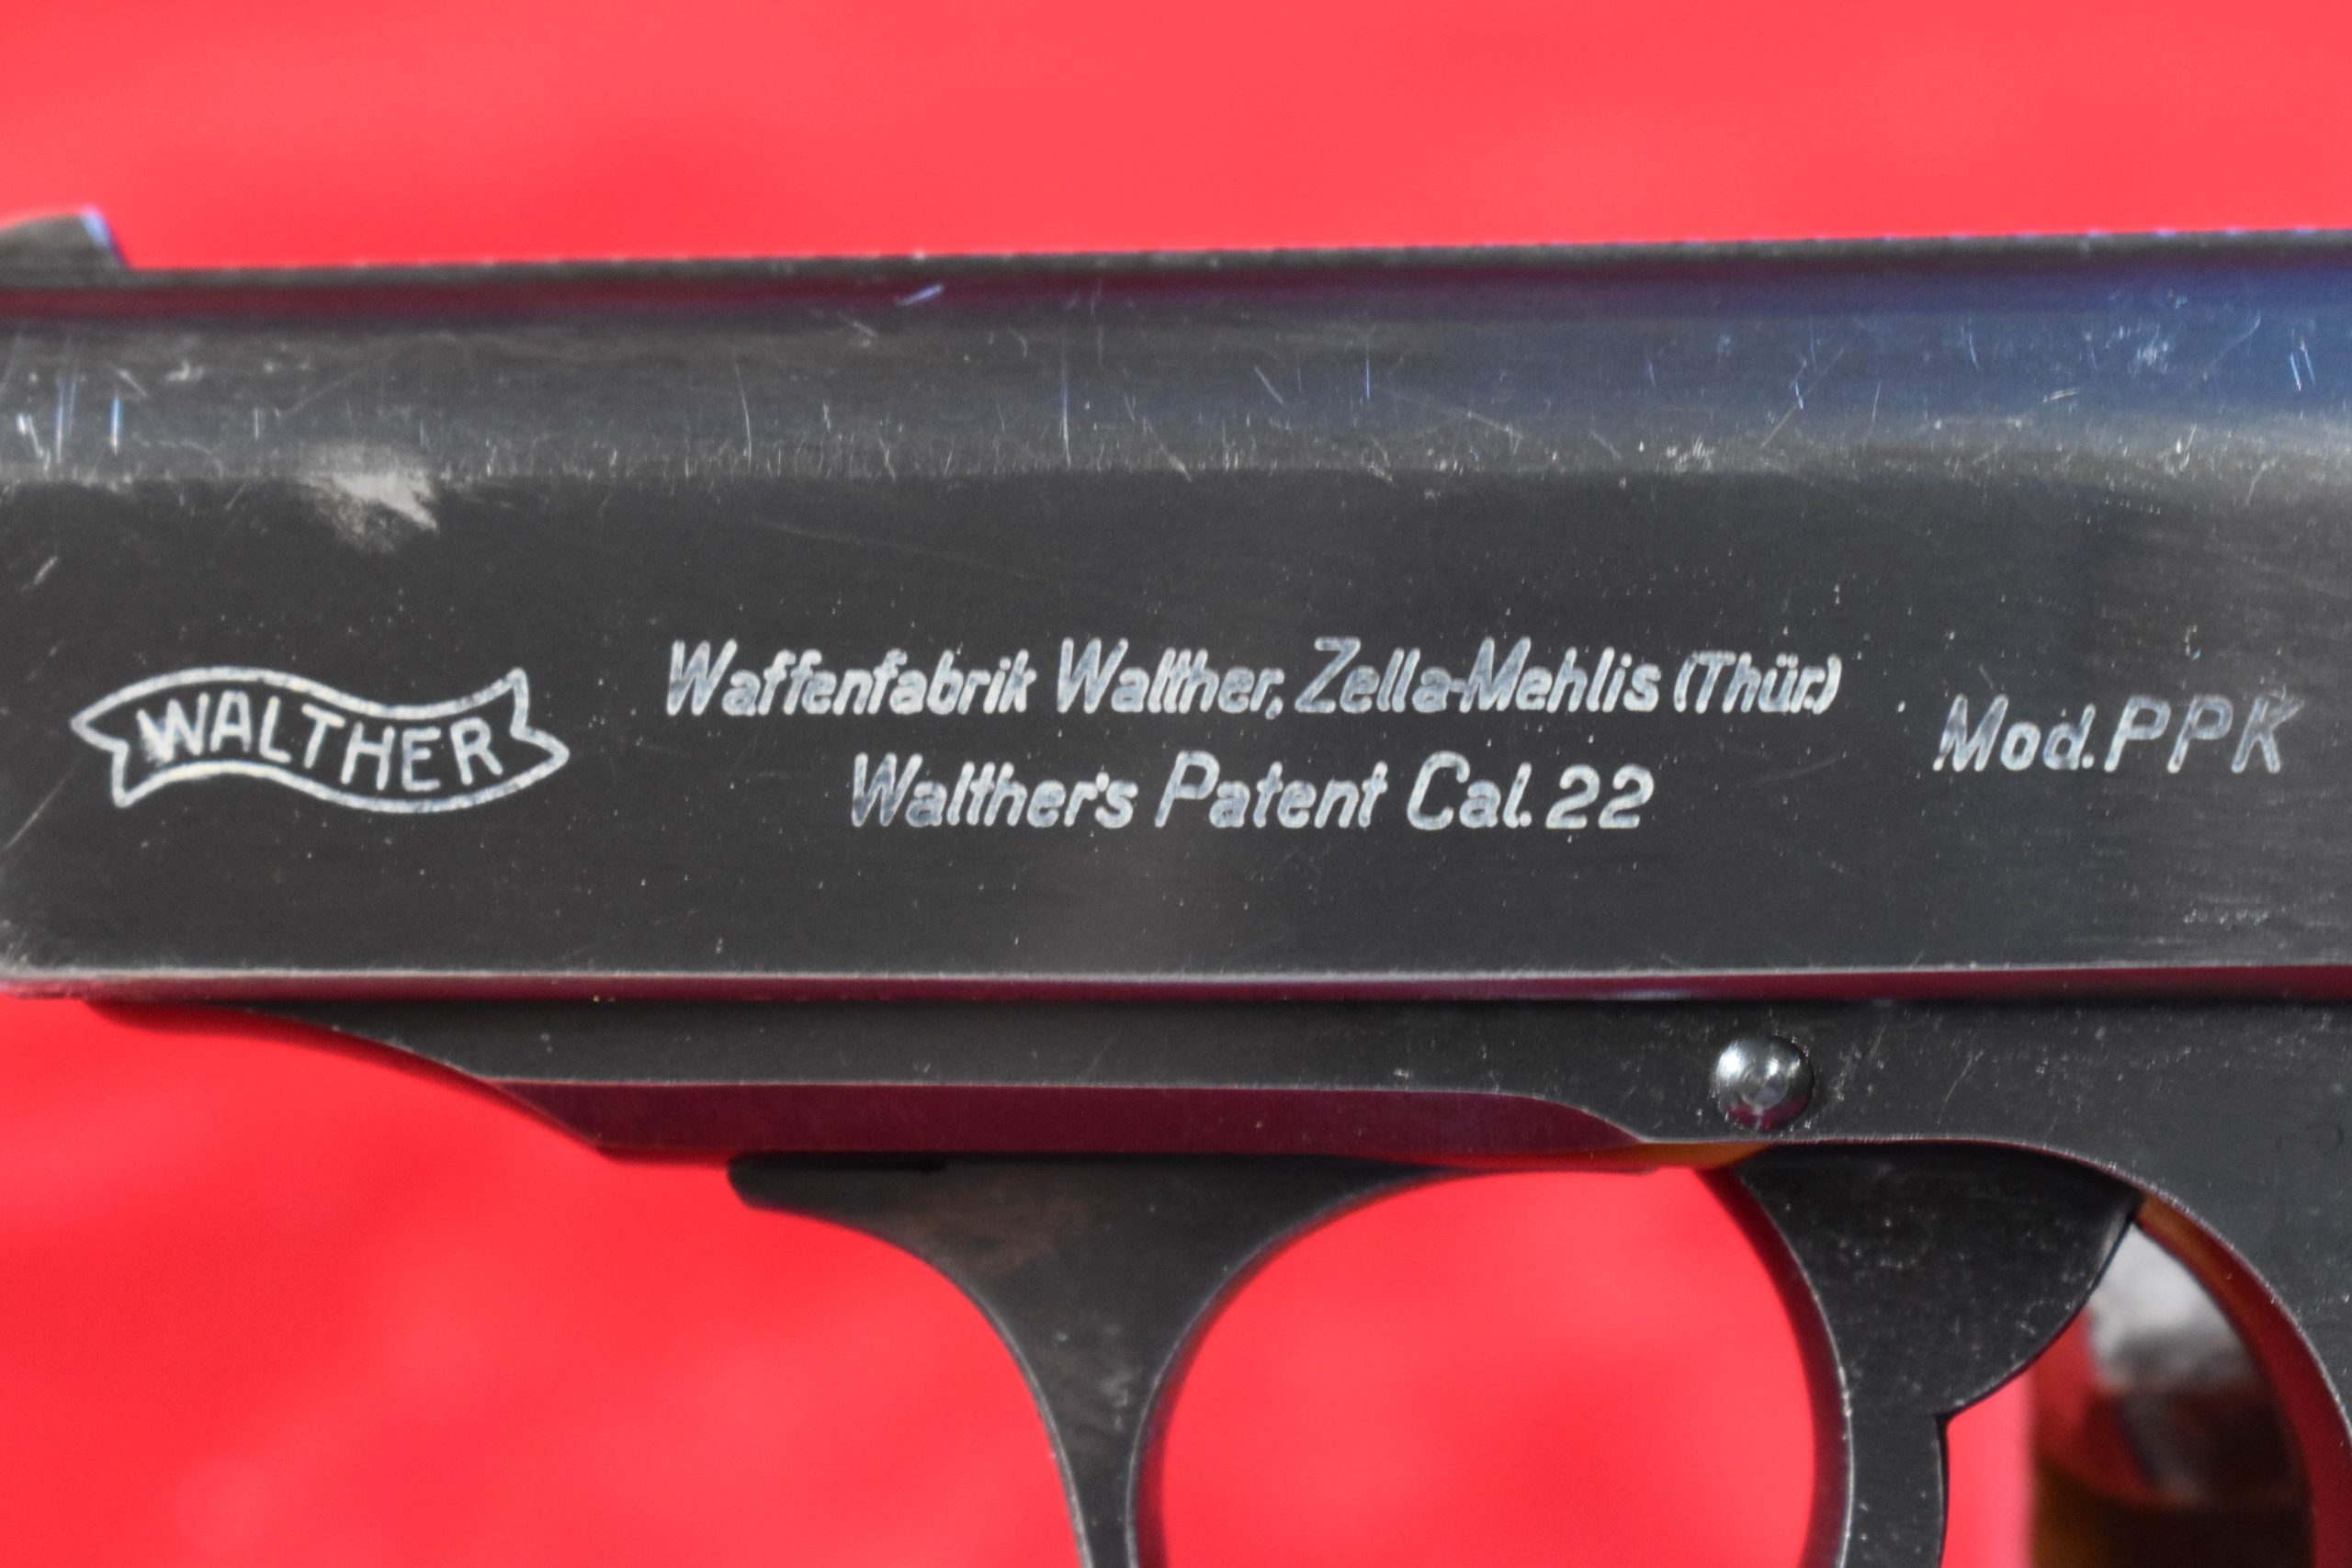 WALTHER
Waffenfabrik Walther, Zella-Mehlis (Thür.)
Walther's Patent Cal. 22
Mod. PPK